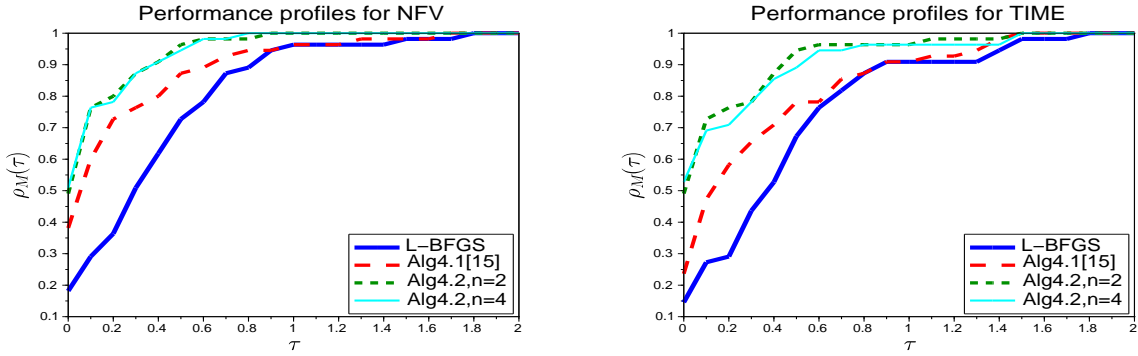 Performance profiles for NFV
ρM(τ)
1
0.9
0.8
0.7
0.6
0.5
0.4
0.3
0.2
0.1
0 0.2 0.4 0.6 0.8 1 1.2 1.4 1.6 1.8 2
τ
L-BFGS
Alg4.1[15]
Alg4.2,n=2
Alg4.2,n=4
Performance profiles for TIME
ρM(τ)
1
0.9
0.8
0.7
0.6
0.5
0.4
0.3
0.2
0.1
0 0.2 0.4 0.6 0.8 1 1.2 1.4 1.6 1.8 2
τ
L-BFGS
Alg4.1[15]
Alg4.2,n=2
Alg4.2,n=4